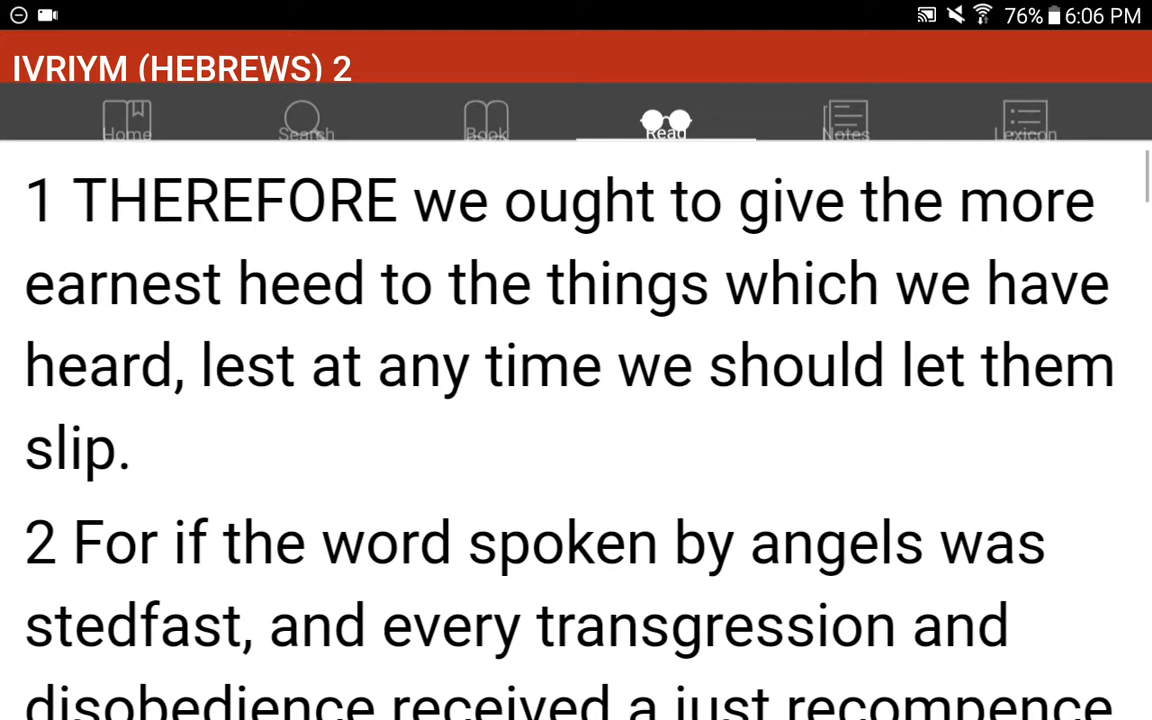 76% 6:06 PM
IVRIYM (HEBREWS) 2
Home Search Book Read Notes Lexicon
1 THEREFORE we ought to give the more
earnest heed to the things which we have
heard, lest at any time we should let them
slip.
2 For if the word spoken by angels was
stedfast, and every transgression and
disobedience received a just recompence